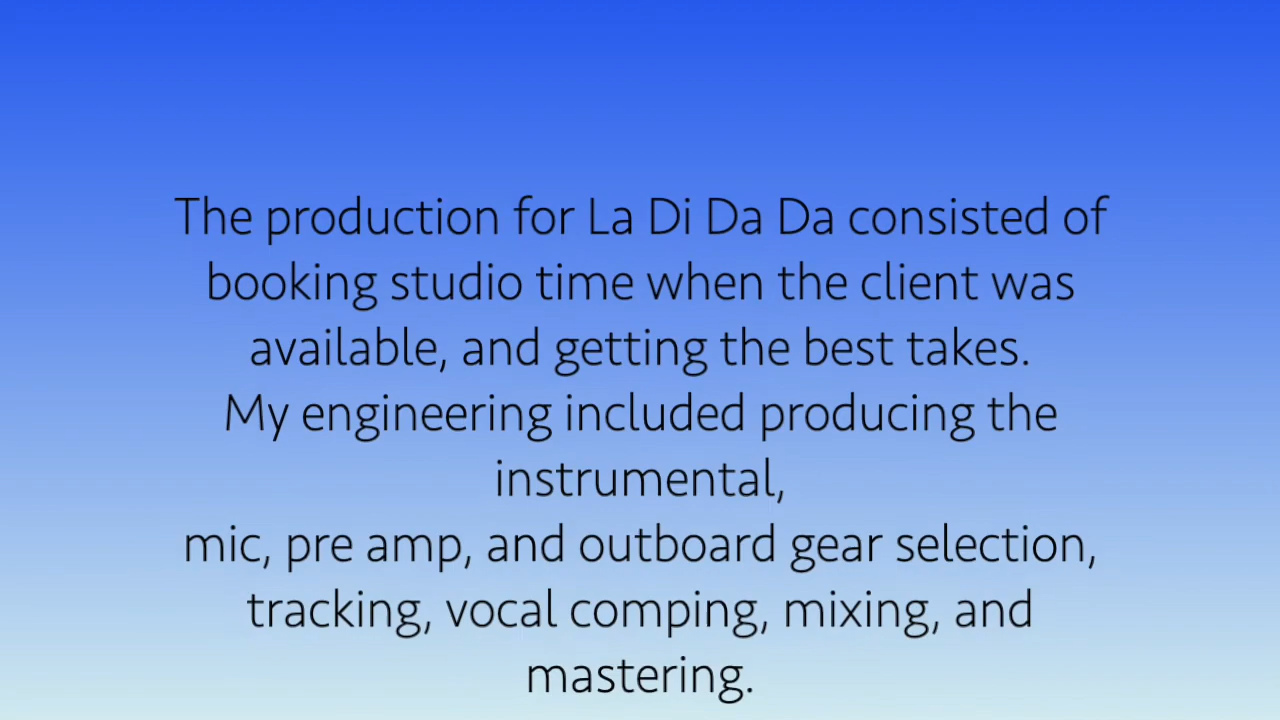 The production for La Di Da Da consisted of
booking studio time when the client was
available, and getting the best takes.
My engineering included producing the
instrumental,
mic, pre amp, and outboard gear selection,
tracking, vocal comping, mixing, and
mastering.